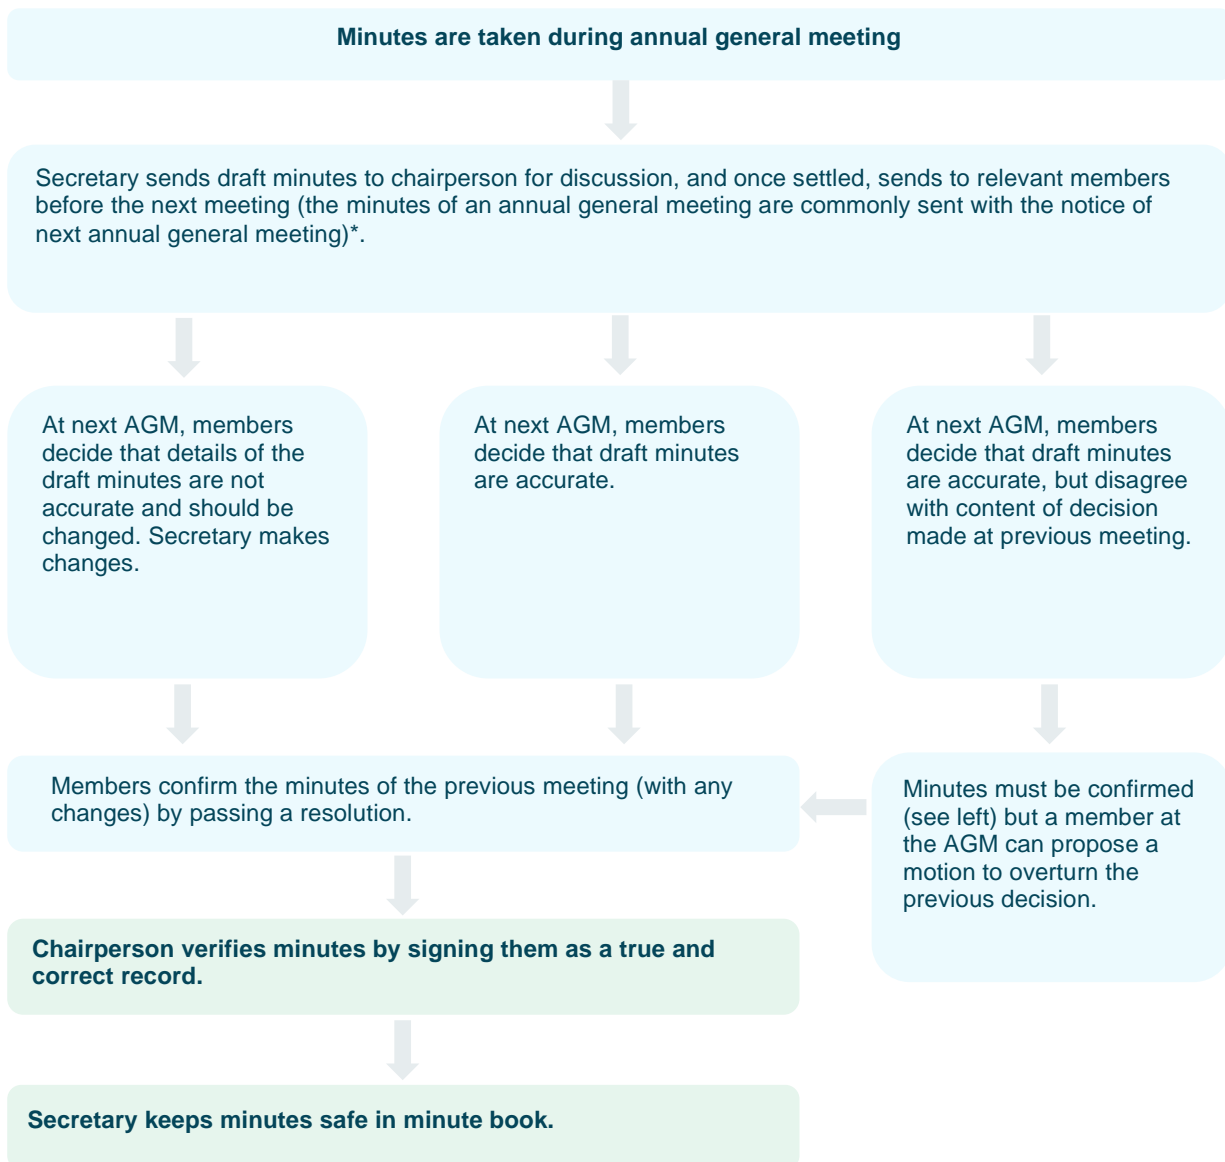 Minutes are taken during annual general meeting
Secretary sends draft minutes to chairperson for discussion, and once settled, sends to relevant members
before the next meeting (the minutes of an annual general meeting are commonly sent with the notice of
next annual general meeting)*.
At next AGM, members
decide that details of the
draft minutes are not
accurate and should be
changed. Secretary makes
changes.
At next AGM, members
decide that draft minutes
are accurate.
At next AGM, members
decide that draft minutes
are accurate, but disagree
with content of decision
made at previous meeting.
Members confirm the minutes of the previous meeting (with any
changes) by passing a resolution.
Minutes must be confirmed
(see left) but a member at
the AGM can propose a
motion to overturn the
previous decision.
Chairperson verifies minutes by signing them as a true and
correct record.
Secretary keeps minutes safe in minute book.